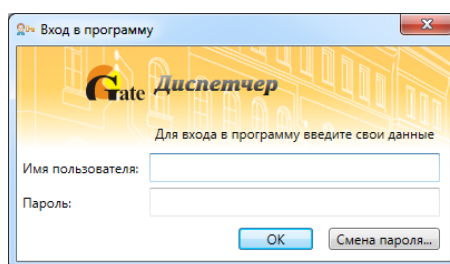 Вход в программу
Gate Диспетчер
Для входа в программу введите свои данные
Имя пользователя:
Пароль:
OK Смена пароля...